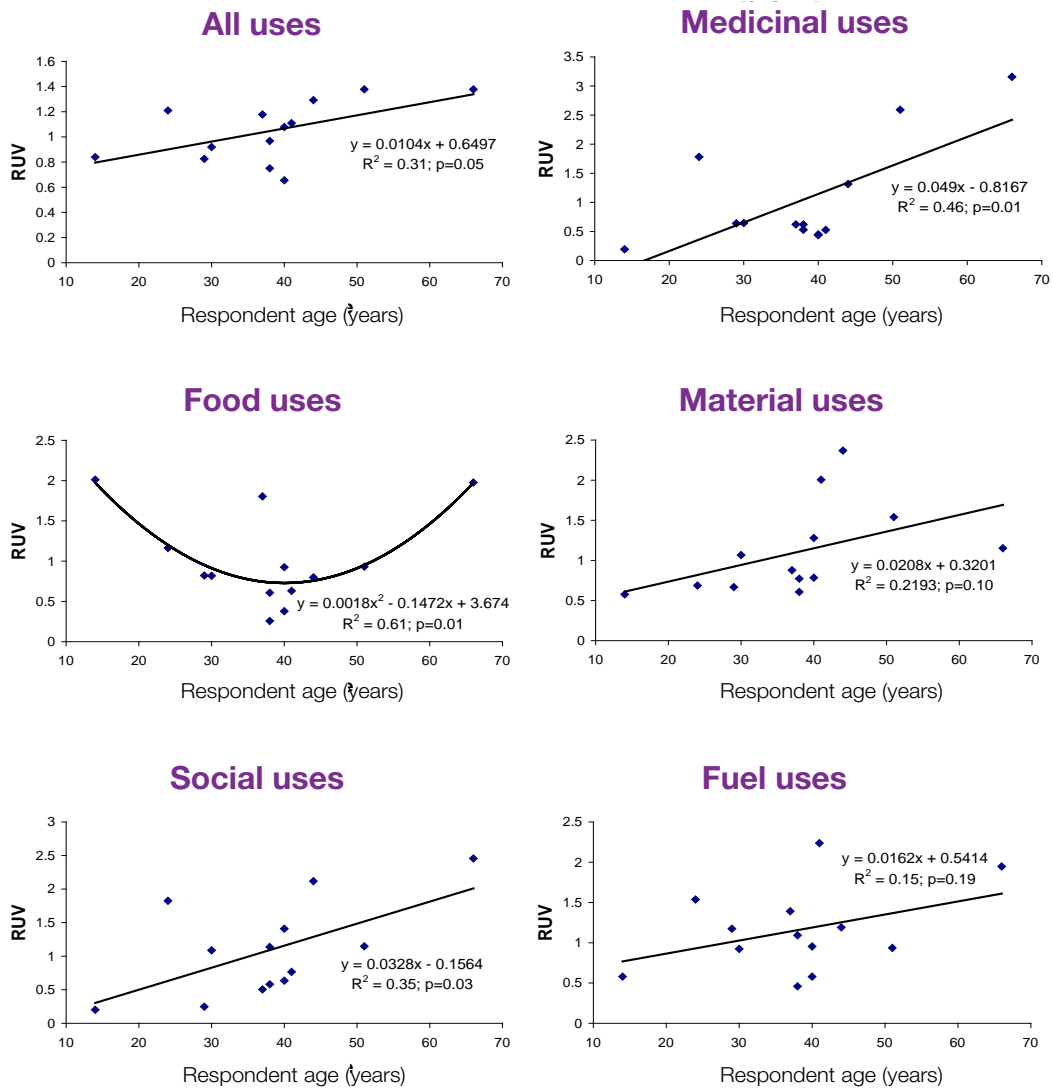 All uses
1.6
1.4
1.2
1
0.8
0.6
0.4
0.2
0
RUV
y = 0.0104x + 0.6497
R² = 0.31; p=0.05
10 20 30 40 50 60 70
Respondent age (years)
Medicinal uses
3.5
3
2.5
2
1.5
1
0.5
0
RUV
y = 0.049x - 0.8167
R² = 0.46; p=0.01
10 20 30 40 50 60 70
Respondent age (years)
Food uses
2.5
2
1.5
1
0.5
0
RUV
y = 0.0018x² - 0.1472x + 3.674
R² = 0.61; p=0.01
10 20 30 40 50 60 70
Respondent age (years)
Material uses
2.5
2
1.5
1
0.5
0
RUV
y = 0.0208x + 0.3201
R² = 0.2193; p=0.10
10 20 30 40 50 60 70
Respondent age (years)
Social uses
3
2.5
2
1.5
1
0.5
0
RUV
y = 0.0328x - 0.1564
R² = 0.35; p=0.03
10 20 30 40 50 60 70
Respondent age (years)
Fuel uses
2.5
2
1.5
1
0.5
0
RUV
y = 0.0162x + 0.5414
R² = 0.15; p=0.19
10 20 30 40 50 60 70
Respondent age (years)